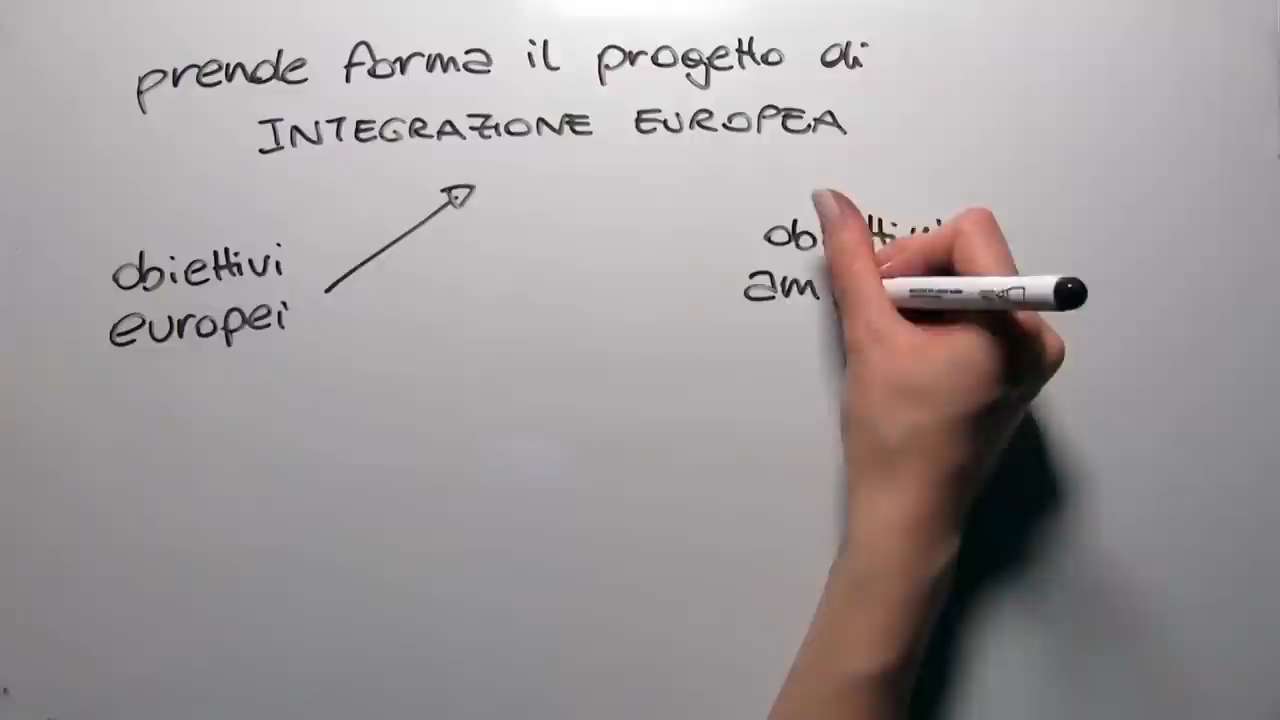 prende forma il progetto di
INTEGRAZIONE EUROPEA
obiettivi
europei